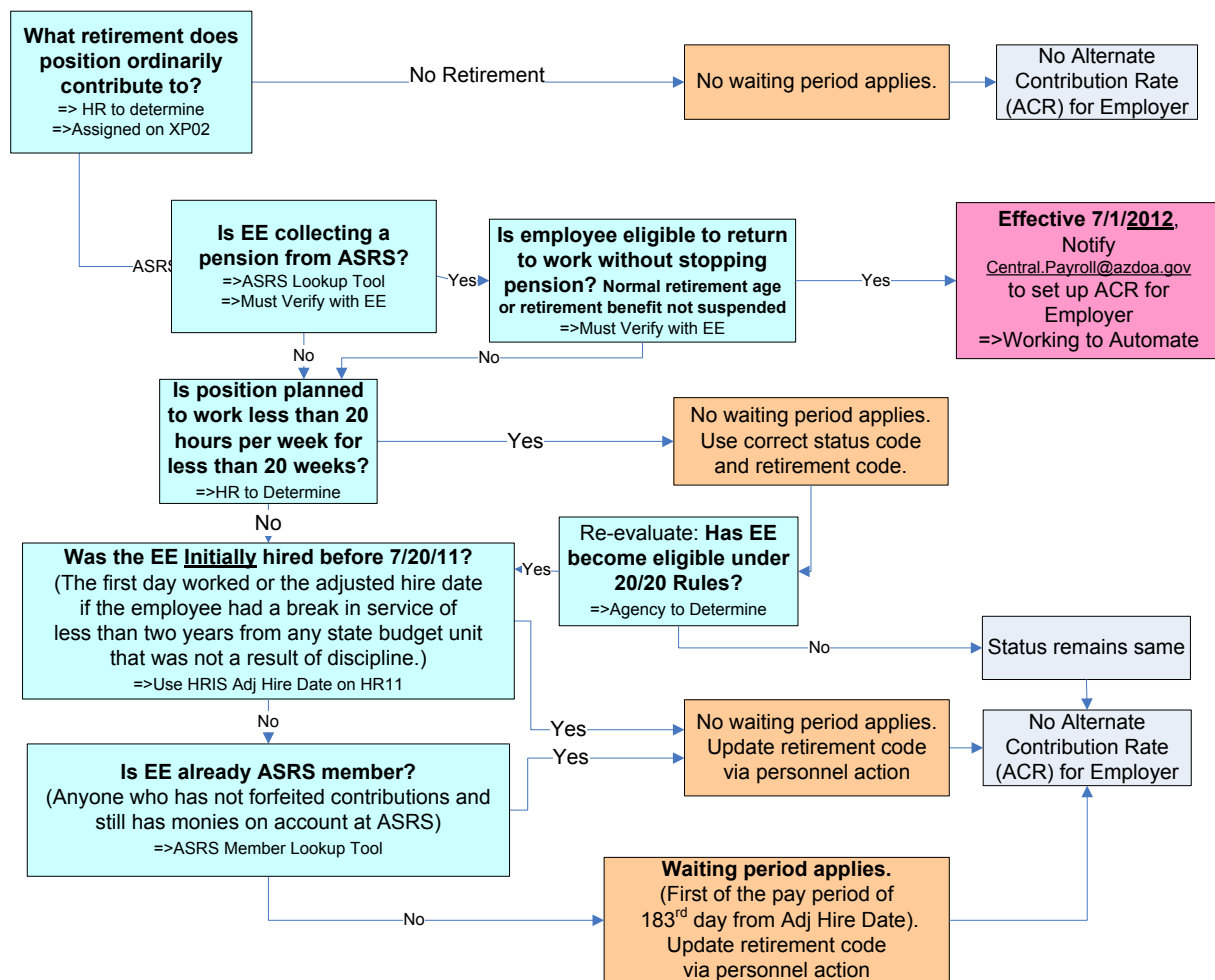 What retirement does
position ordinarily
contribute to?
=> HR to determine
=>Assigned on XP02
No Retirement
No waiting period applies.
No Alternate
Contribution Rate
(ACR) for Employer
ASRS
Is EE collecting a
pension from ASRS?
=>ASRS Lookup Tool
=>Must Verify with EE
Yes
Is employee eligible to return
to work without stopping
pension? Normal retirement age
or retirement benefit not suspended
=>Must Verify with EE
Yes
Effective 7/1/2012,
Notify
Central.Payroll@azdoa.gov
to set up ACR for
Employer
=>Working to Automate
No
No
Is position planned
to work less than 20
hours per week for
less than 20 weeks?
=>HR to Determine
Yes
No waiting period applies.
Use correct status code
and retirement code.
No
Was the EE Initially hired before 7/20/11?
(The first day worked or the adjusted hire date
if the employee had a break in service of
less than two years from any state budget unit
that was not a result of discipline.)
=>Use HRIS Adj Hire Date on HR11
Yes
Re-evaluate: Has EE
become eligible under
20/20 Rules?
=>Agency to Determine
No
Status remains same
No
Yes
Yes
No waiting period applies.
Update retirement code
via personnel action
No Alternate
Contribution Rate
(ACR) for Employer
Is EE already ASRS member?
(Anyone who has not forfeited contributions and
still has monies on account at ASRS)
=>ASRS Member Lookup Tool
No
Waiting period applies.
(First of the pay period of
183rd day from Adj Hire Date).
Update retirement code
via personnel action